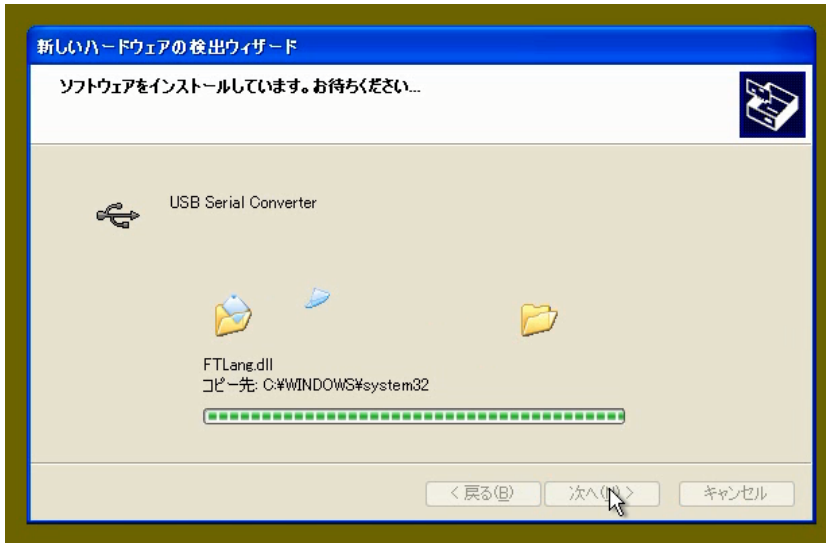 新しいハードウェアの検出ウィザード
ソフトウェアをインストールしています。お待ちください...
USB Serial Converter
FTLang.dll
コピー先: C:¥WINDOWS¥system32
< 戻る(B)
次へ(N) >
キャンセル